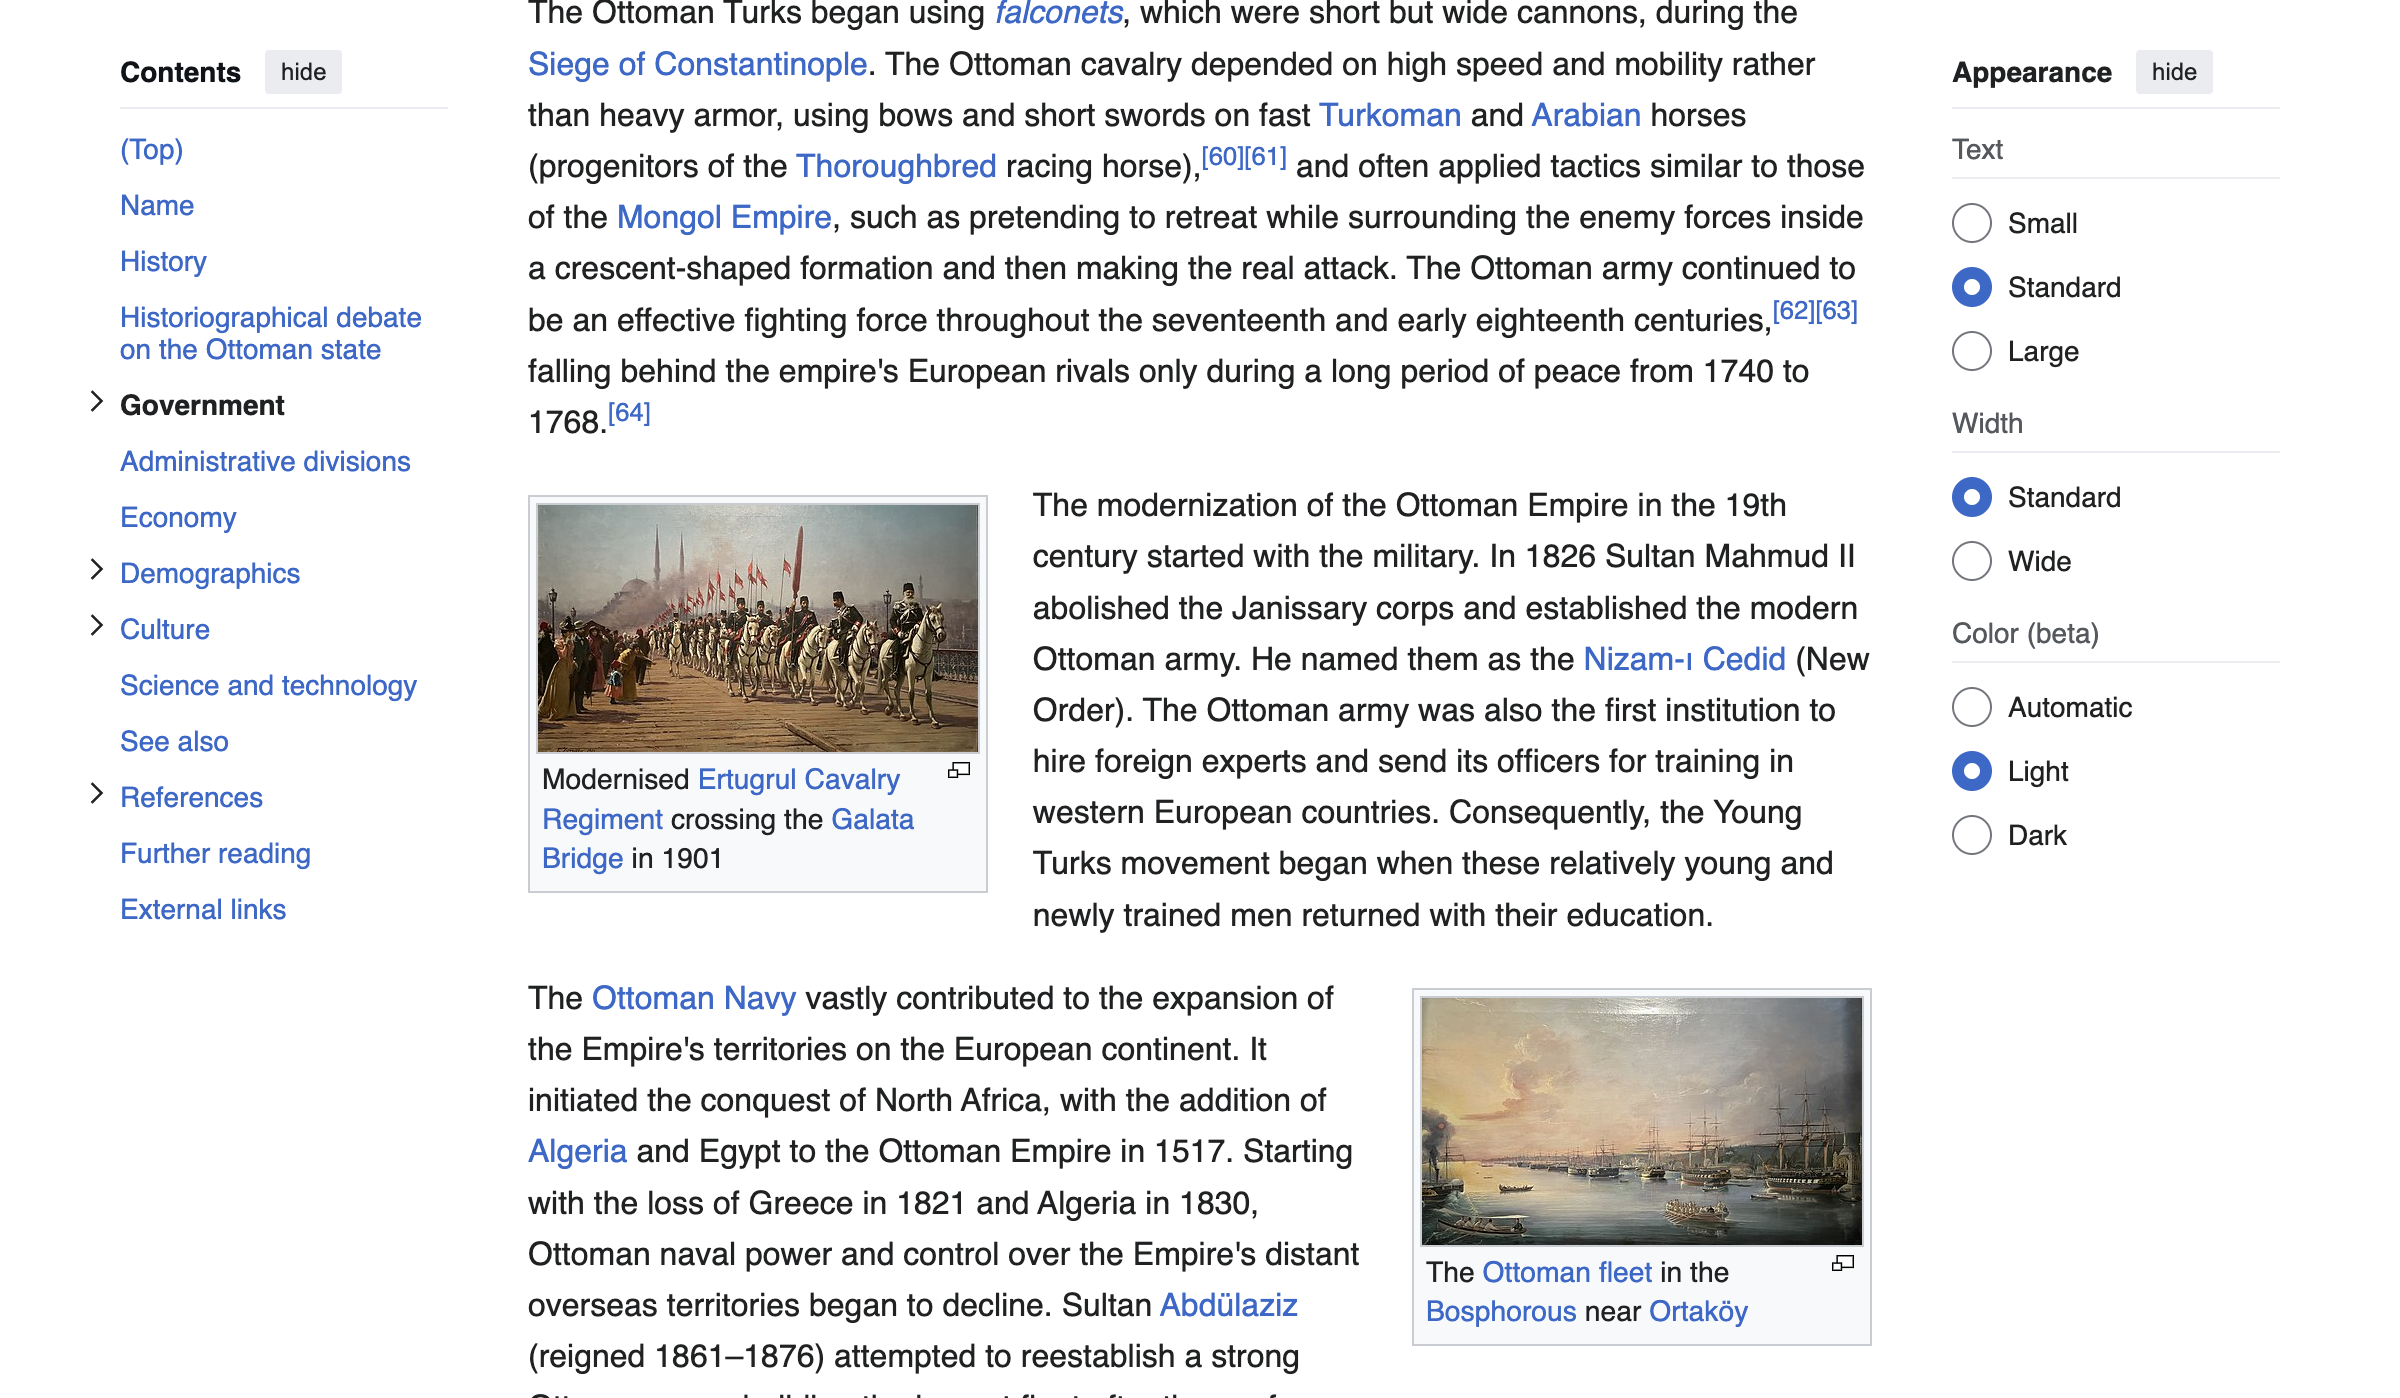 Contents hide
(Top)
Name
History
Historiographical debate
on the Ottoman state
Government
Administrative divisions
Economy
Demographics
Culture
Science and technology
See also
References
Further reading
External links
The Ottoman Turks began using falconets, which were short but wide cannons, during the
Siege of Constantinople. The Ottoman cavalry depended on high speed and mobility rather
than heavy armor, using bows and short swords on fast Turkoman and Arabian horses
(progenitors of the Thoroughbred racing horse),[60][61] and often applied tactics similar to those
of the Mongol Empire, such as pretending to retreat while surrounding the enemy forces inside
a crescent-shaped formation and then making the real attack. The Ottoman army continued to
be an effective fighting force throughout the seventeenth and early eighteenth centuries,[62][63]
falling behind the empire's European rivals only during a long period of peace from 1740 to
1768.[64]
Modernised Ertugrul Cavalry
Regiment crossing the Galata
Bridge in 1901
The modernization of the Ottoman Empire in the 19th
century started with the military. In 1826 Sultan Mahmud II
abolished the Janissary corps and established the modern
Ottoman army. He named them as the Nizam-ı Cedid (New
Order). The Ottoman army was also the first institution to
hire foreign experts and send its officers for training in
western European countries. Consequently, the Young
Turks movement began when these relatively young and
newly trained men returned with their education.
The Ottoman Navy vastly contributed to the expansion of
the Empire's territories on the European continent. It
initiated the conquest of North Africa, with the addition of
Algeria and Egypt to the Ottoman Empire in 1517. Starting
with the loss of Greece in 1821 and Algeria in 1830,
Ottoman naval power and control over the Empire's distant
overseas territories began to decline. Sultan Abdülaziz
(reigned 1861–1876) attempted to reestablish a strong
The Ottoman fleet in the
Bosphorous near Ortaköy
Appearance hide
Text
Small
Standard
Large
Width
Standard
Wide
Color (beta)
Automatic
Light
Dark